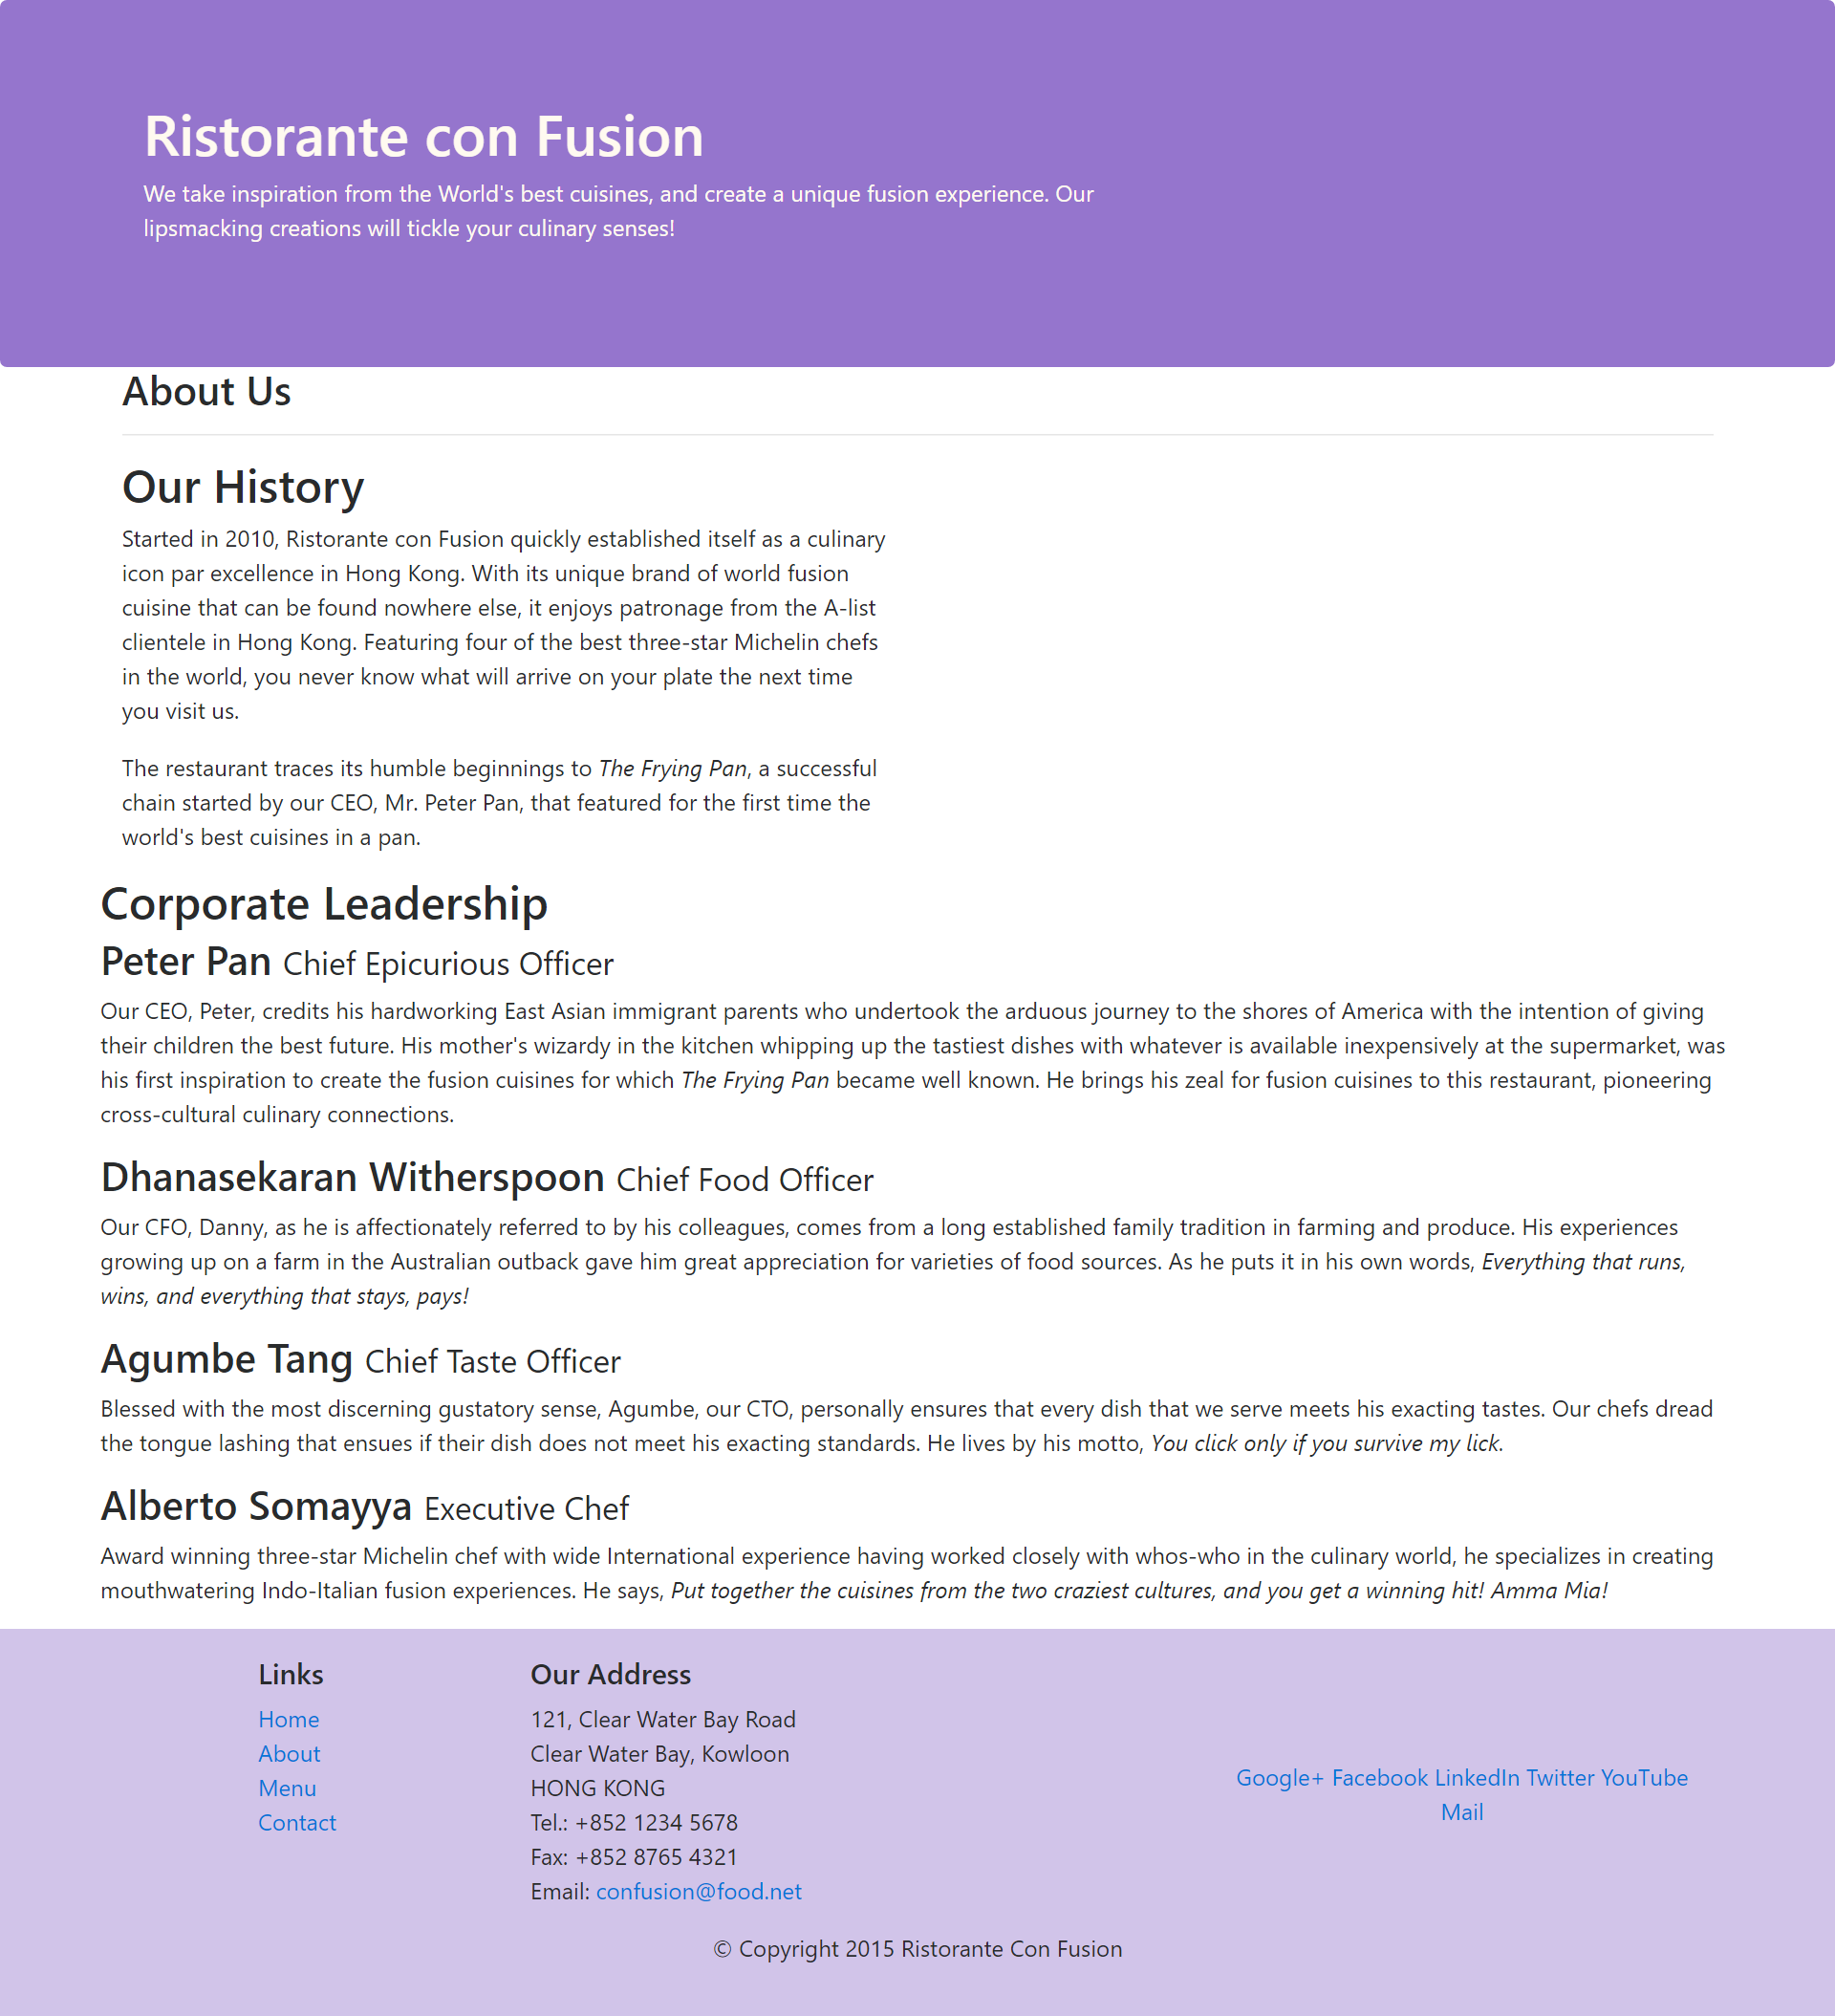 Ristorante con Fusion
We take inspiration from the World's best cuisines, and create a unique fusion experience. Our
lipsmacking creations will tickle your culinary senses!
About Us
Our History
Started in 2010, Ristorante con Fusion quickly established itself as a culinary
icon par excellence in Hong Kong. With its unique brand of world fusion
cuisine that can be found nowhere else, it enjoys patronage from the A-list
clientele in Hong Kong. Featuring four of the best three-star Michelin chefs
in the world, you never know what will arrive on your plate the next time
you visit us.
The restaurant traces its humble beginnings to The Frying Pan, a successful
chain started by our CEO, Mr. Peter Pan, that featured for the first time the
world's best cuisines in a pan.
Corporate Leadership
Peter Pan Chief Epicurious Officer
Our CEO, Peter, credits his hardworking East Asian immigrant parents who undertook the arduous journey to the shores of America with the intention of giving
their children the best future. His mother's wizardy in the kitchen whipping up the tastiest dishes with whatever is available inexpensively at the supermarket, was
his first inspiration to create the fusion cuisines for which The Frying Pan became well known. He brings his zeal for fusion cuisines to this restaurant, pioneering
cross-cultural culinary connections.
Dhanasekaran Witherspoon Chief Food Officer
Our CFO, Danny, as he is affectionately referred to by his colleagues, comes from a long established family tradition in farming and produce. His experiences
growing up on a farm in the Australian outback gave him great appreciation for varieties of food sources. As he puts it in his own words, Everything that runs,
wins, and everything that stays, pays!
Agumbe Tang Chief Taste Officer
Blessed with the most discerning gustatory sense, Agumbe, our CTO, personally ensures that every dish that we serve meets his exacting tastes. Our chefs dread
the tongue lashing that ensues if their dish does not meet his exacting standards. He lives by his motto, You click only if you survive my lick.
Alberto Somayya Executive Chef
Award winning three-star Michelin chef with wide International experience having worked closely with whos-who in the culinary world, he specializes in creating
mouthwatering Indo-Italian fusion experiences. He says, Put together the cuisines from the two craziest cultures, and you get a winning hit! Amma Mia!
Links
Home
About
Menu
Contact
Our Address
121, Clear Water Bay Road
Clear Water Bay, Kowloon
HONG KONG
Tel.: +852 1234 5678
Fax: +852 8765 4321
Email: confusion@food.net
Google+ Facebook LinkedIn Twitter YouTube
Mail
© Copyright 2015 Ristorante Con Fusion